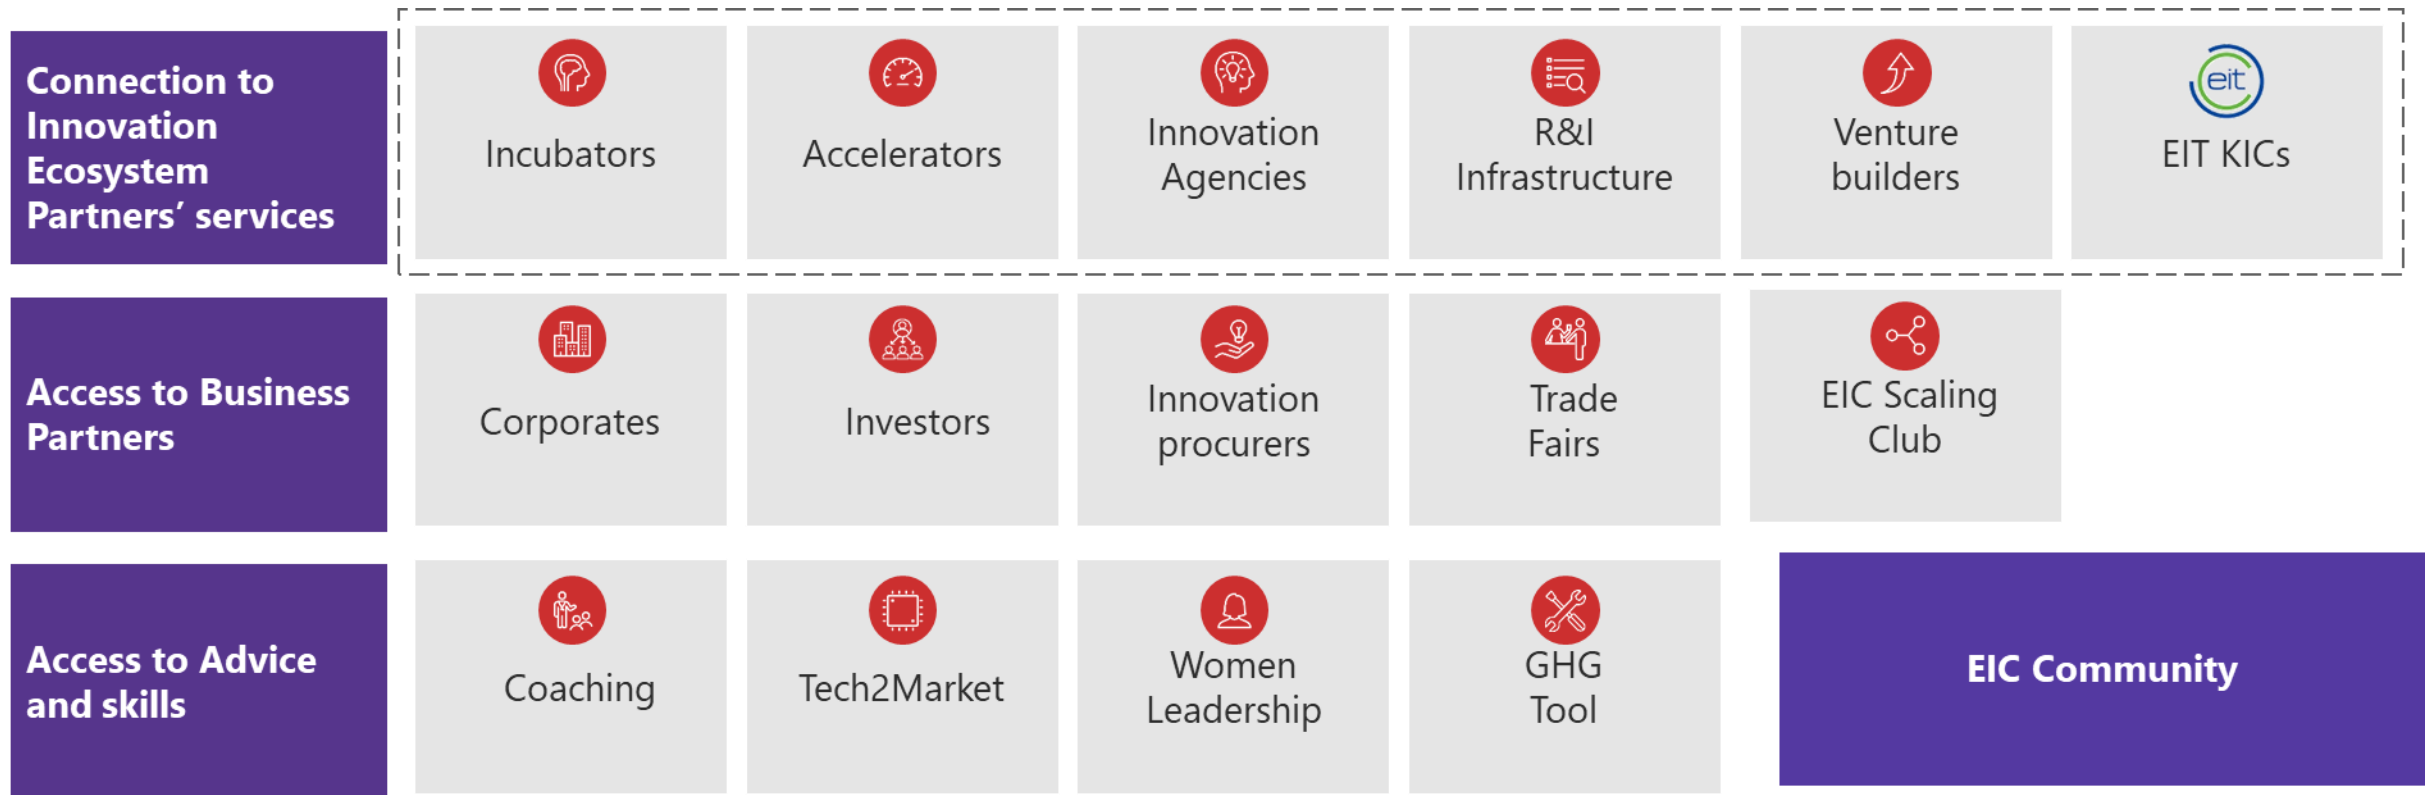 Connection to
Innovation
Ecosystem
Partners’ services
Incubators
Accelerators
Innovation
Agencies
R&I
Infrastructure
Venture
builders
eit
EIT KICs
Access to Business
Partners
Corporates
Investors
Innovation
procurers
Trade
Fairs
EIC Scaling
Club
Access to Advice
and skills
Coaching
Tech2Market
Women
Leadership
GHG
Tool
EIC Community